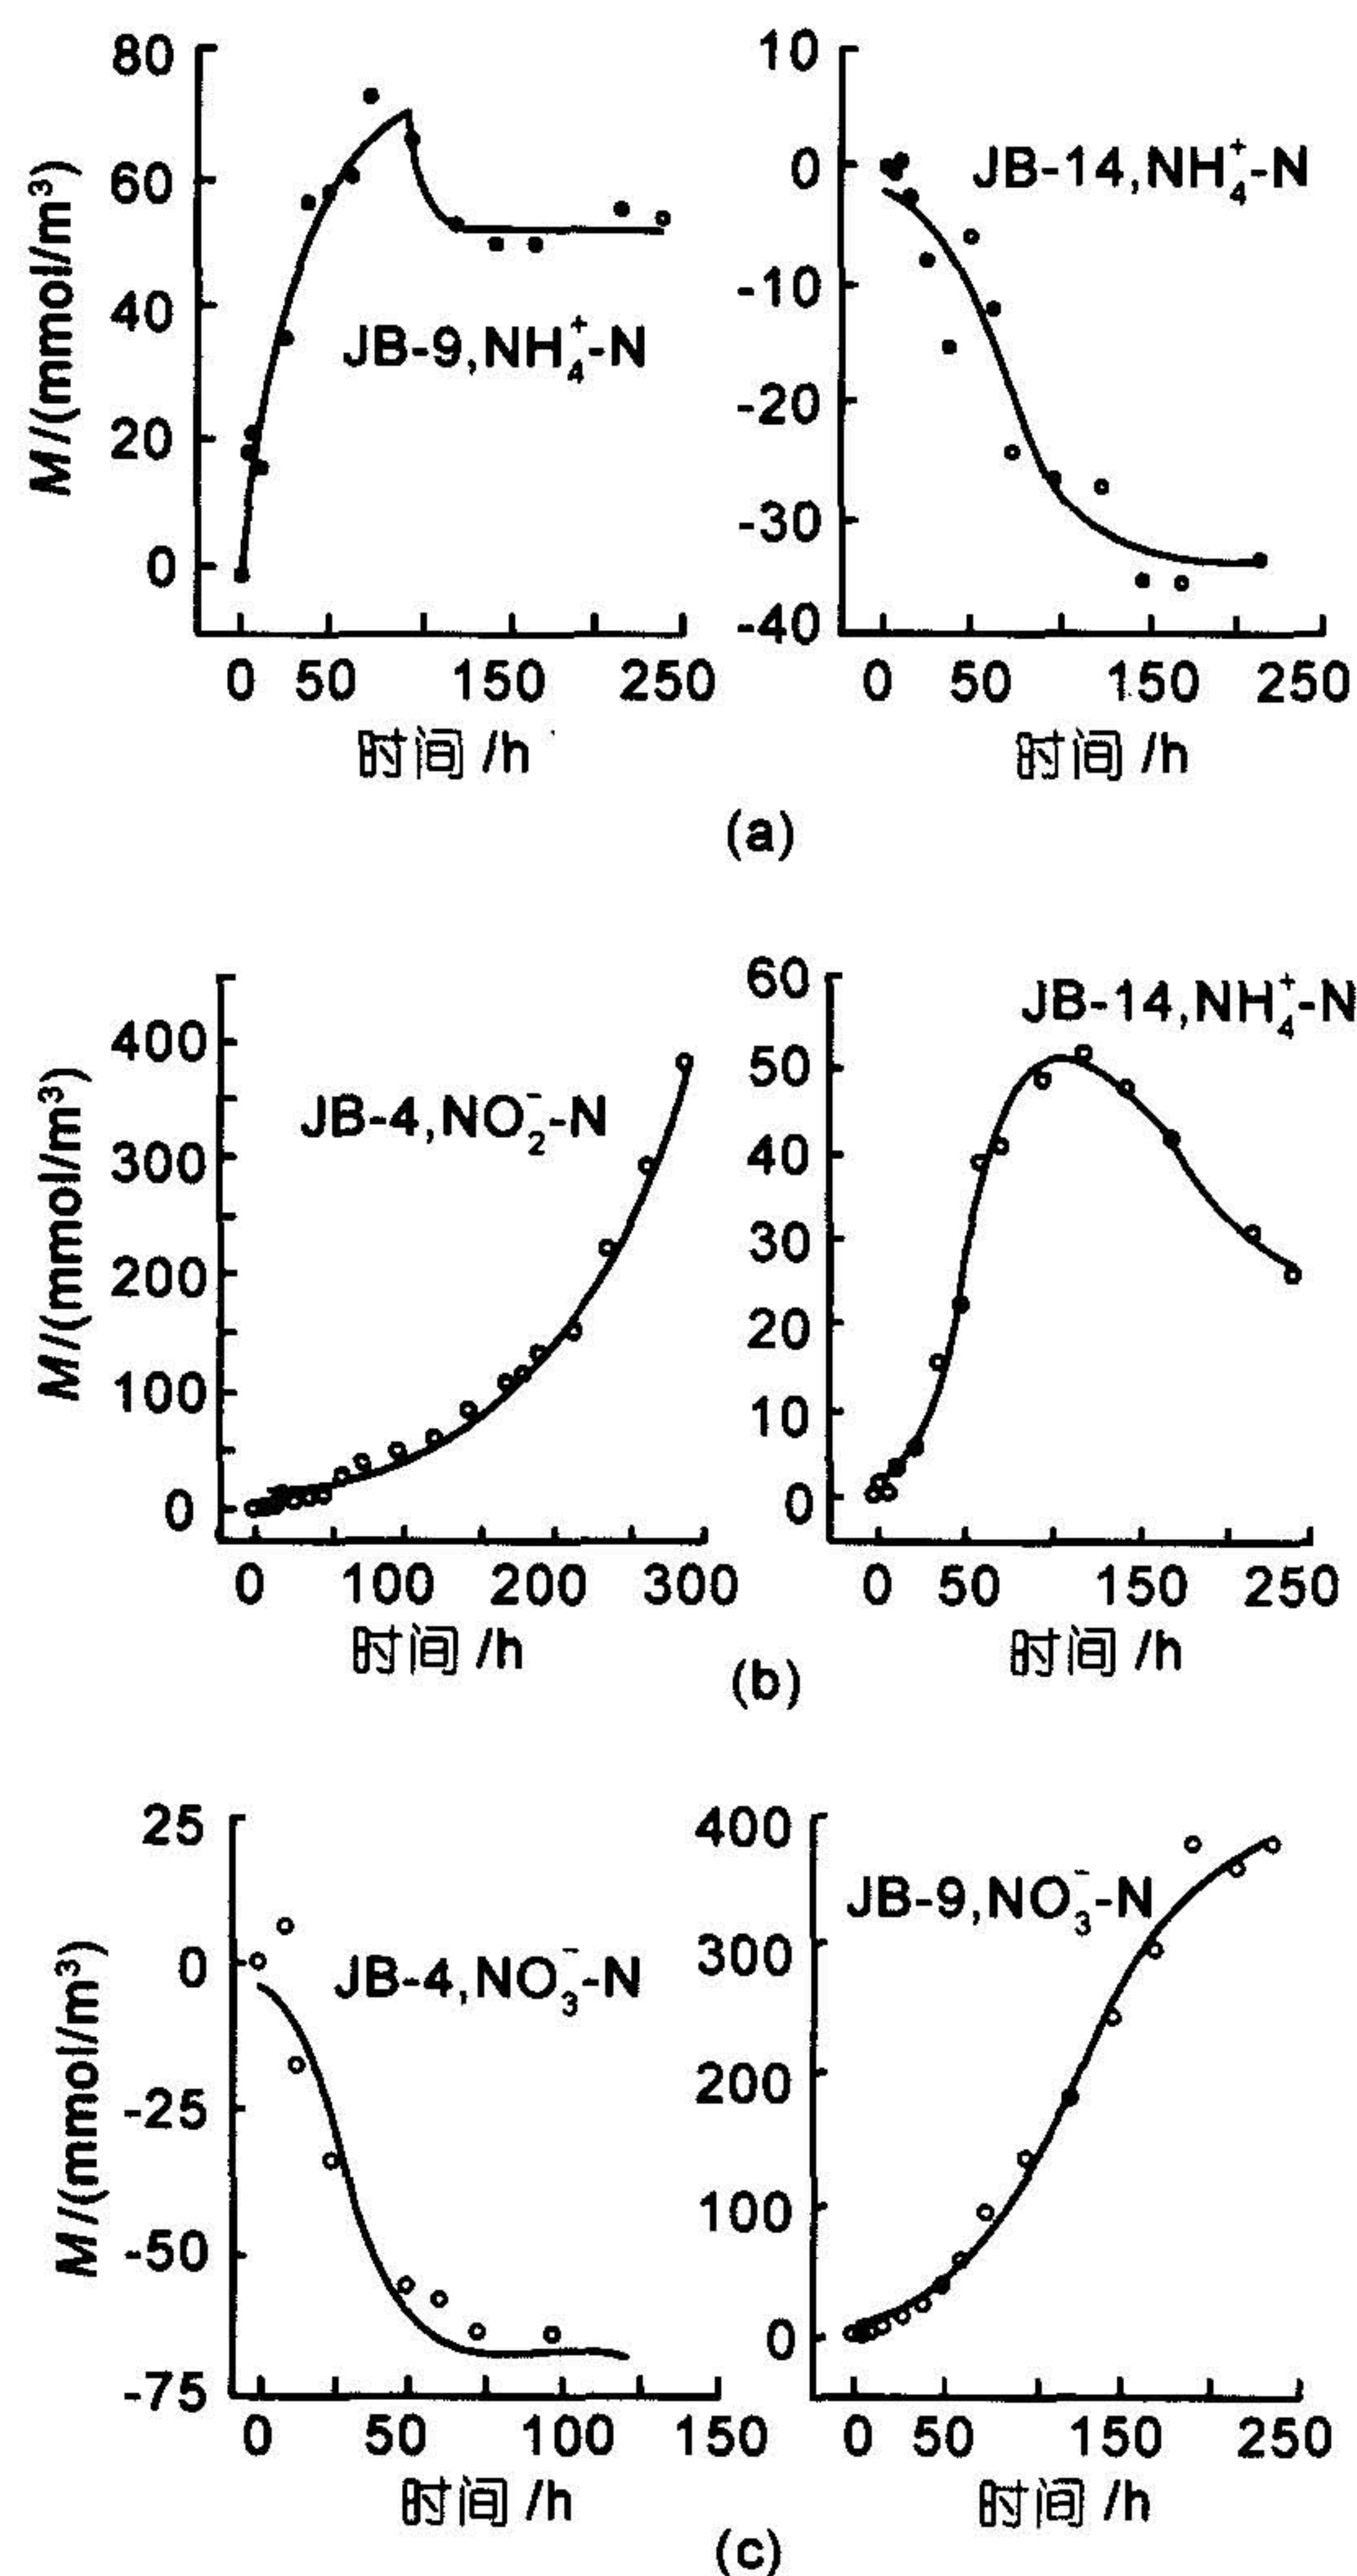 M/(mmol/m³)
80
60
40
20
0
JB-9,NH₄⁺-N
0 50 150 250
时间/h
10
0
-10
-20
-30
-40
JB-14,NH₄⁺-N
0 50 150 250
时间/h
(a)
M/(mmol/m³)
400
300
200
100
0
JB-4,NO₂⁻-N
0 100 200 300
时间/h
60
50
40
30
20
10
0
JB-14,NH₄⁺-N
0 50 150 250
时间/h
(b)
M/(mmol/m³)
25
0
-25
-50
-75
JB-4,NO₃⁻-N
0 50 100 150
时间/h
400
300
200
100
0
JB-9,NO₃⁻-N
0 50 150 250
时间/h
(c)